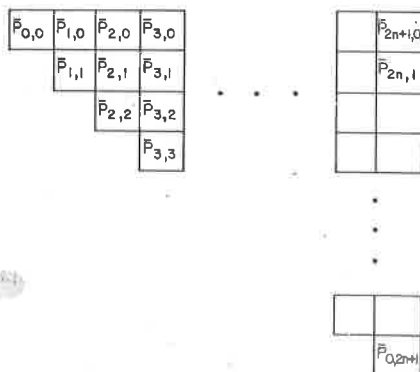 P̄0,0 P̄1,0 P̄2,0 P̄3,0 P̄2n+1,0
P̄1,1 P̄2,1 P̄3,1 . . . P̄2n,1
P̄2,2 P̄3,2
P̄3,3
P̄0,2n+1